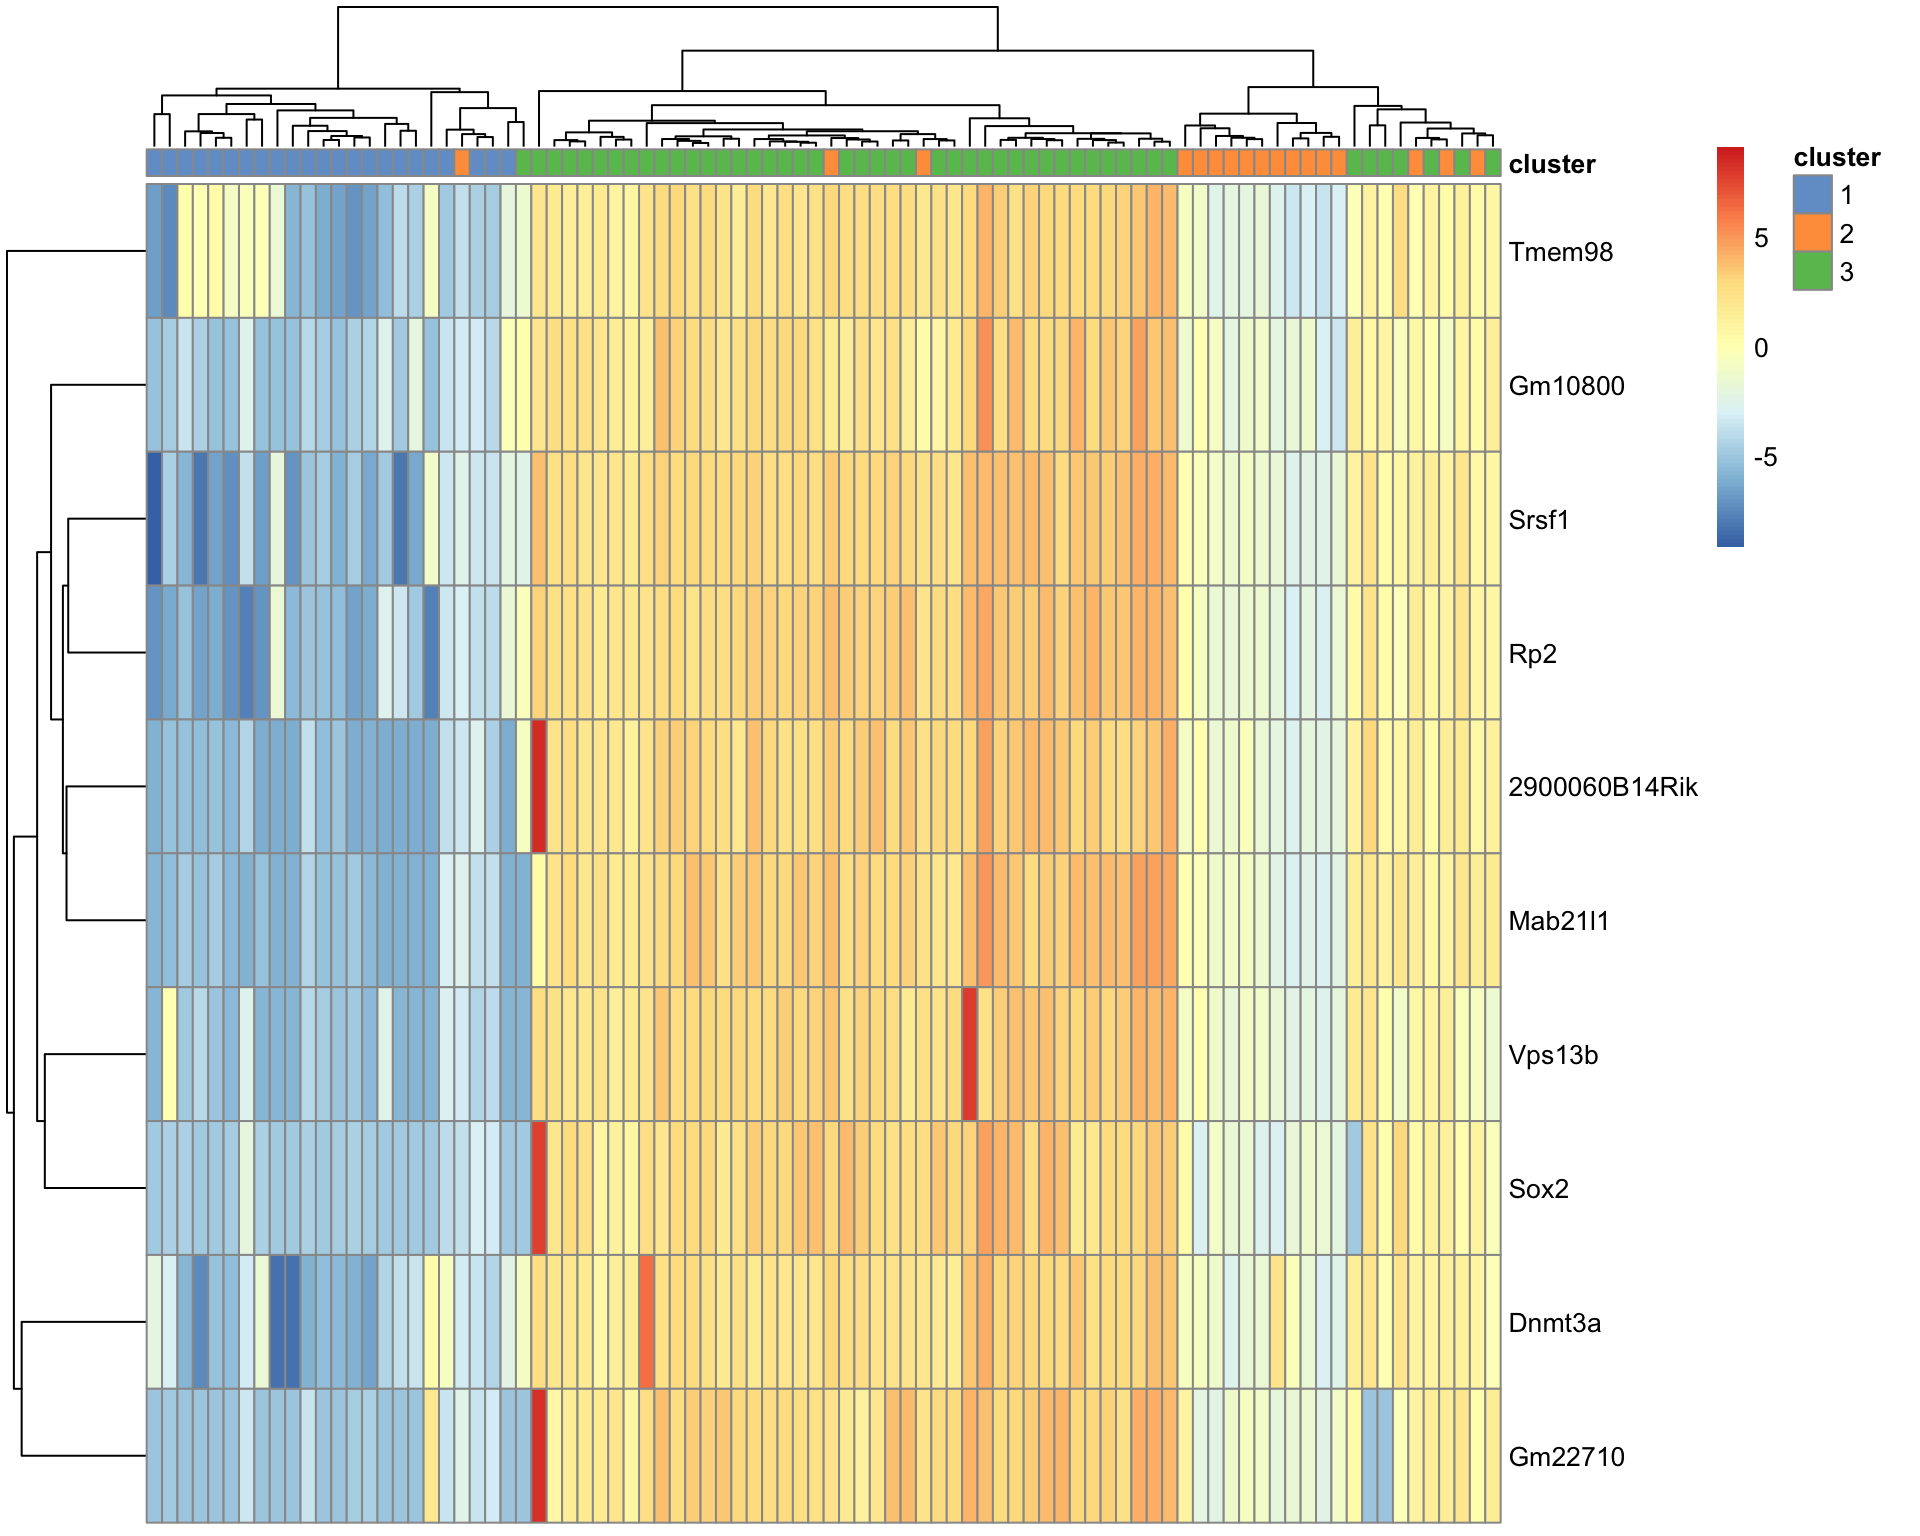 cluster
cluster
1
2
3
5
0
-5
Tmem98
Gm10800
Srsf1
Rp2
2900060B14Rik
Mab21l1
Vps13b
Sox2
Dnmt3a
Gm22710